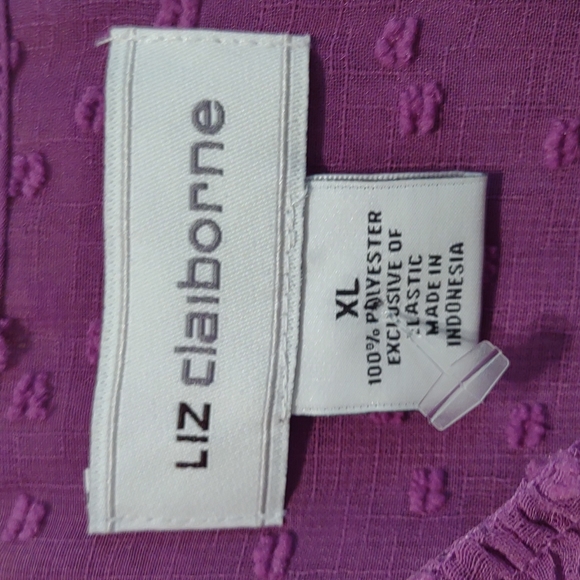 LIZ claiborne
XL
100% POLYESTER
EXCLUSIVE OF
ELASTIC
MADE IN
INDONESIA